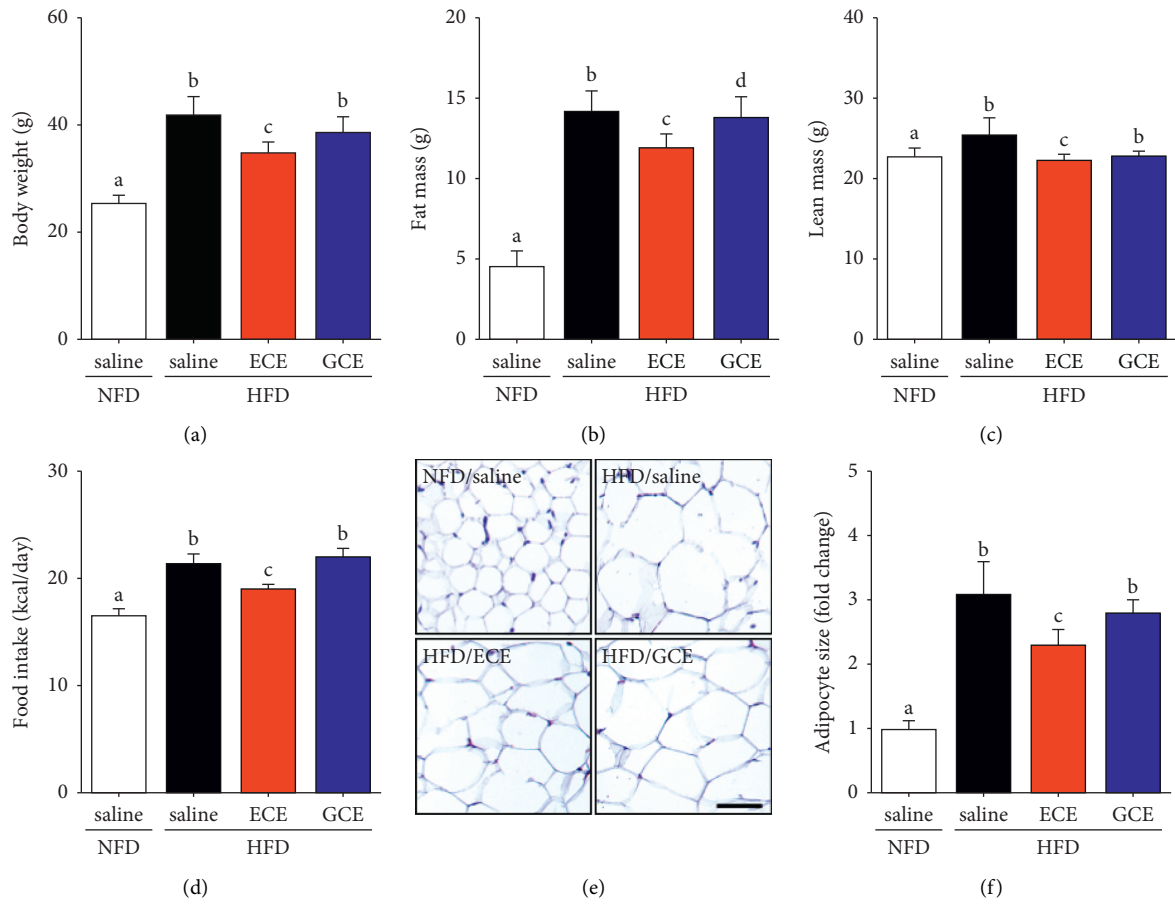 Body weight (g)
60
40
20
0
a
b
c
b
saline saline ECE GCE
NFD HFD
(a)
Fat mass (g)
20
15
10
5
0
a
b
c
d
saline saline ECE GCE
NFD HFD
(b)
Lean mass (g)
40
30
20
10
0
a
b
c
b
saline saline ECE GCE
NFD HFD
(c)
Food intake (kcal/day)
30
20
10
0
a
b
c
b
saline saline ECE GCE
NFD HFD
(d)
NFD/saline HFD/saline
HFD/ECE HFD/GCE
(e)
Adipocyte size (fold change)
5
4
3
2
1
0
a
b
c
b
saline saline ECE GCE
NFD HFD
(f)